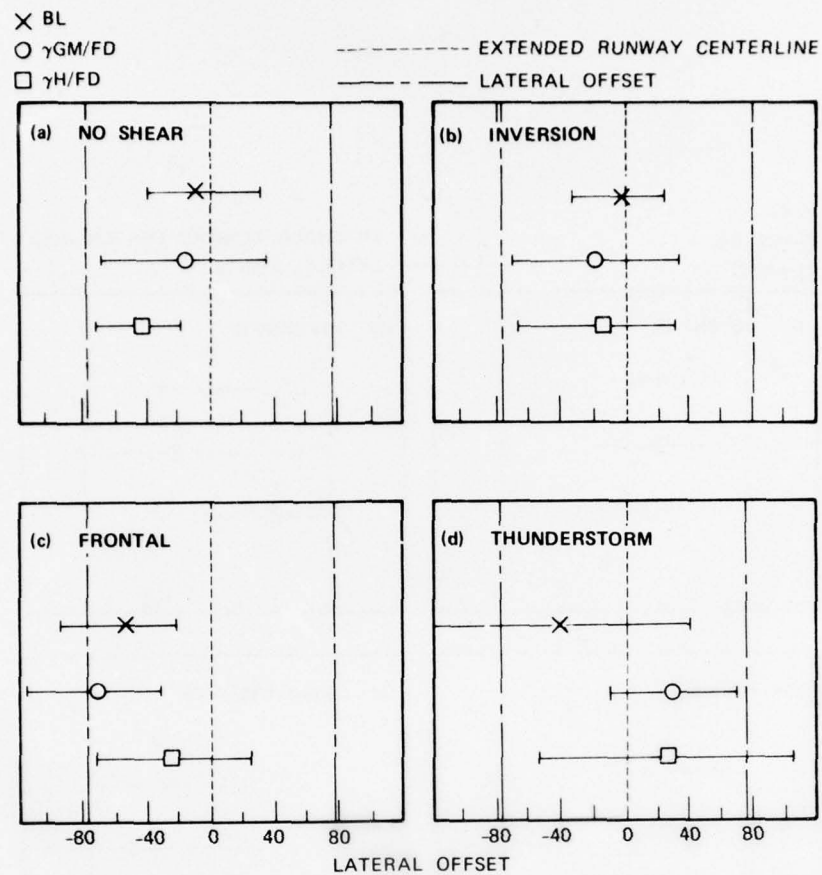 BL
γGM/FD
EXTENDED RUNWAY CENTERLINE
γH/FD
LATERAL OFFSET
(a) NO SHEAR
(b) INVERSION
(c) FRONTAL
(d) THUNDERSTORM
-80 -40 0 80
-80 -40 0 40 80
LATERAL OFFSET